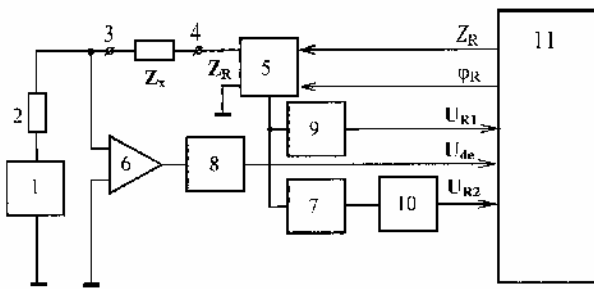 3 4 Z_R 11
Z_x Z_R 5
φ_R
2 9 U_R1
6 8 U_de
1 7 10 U_R2